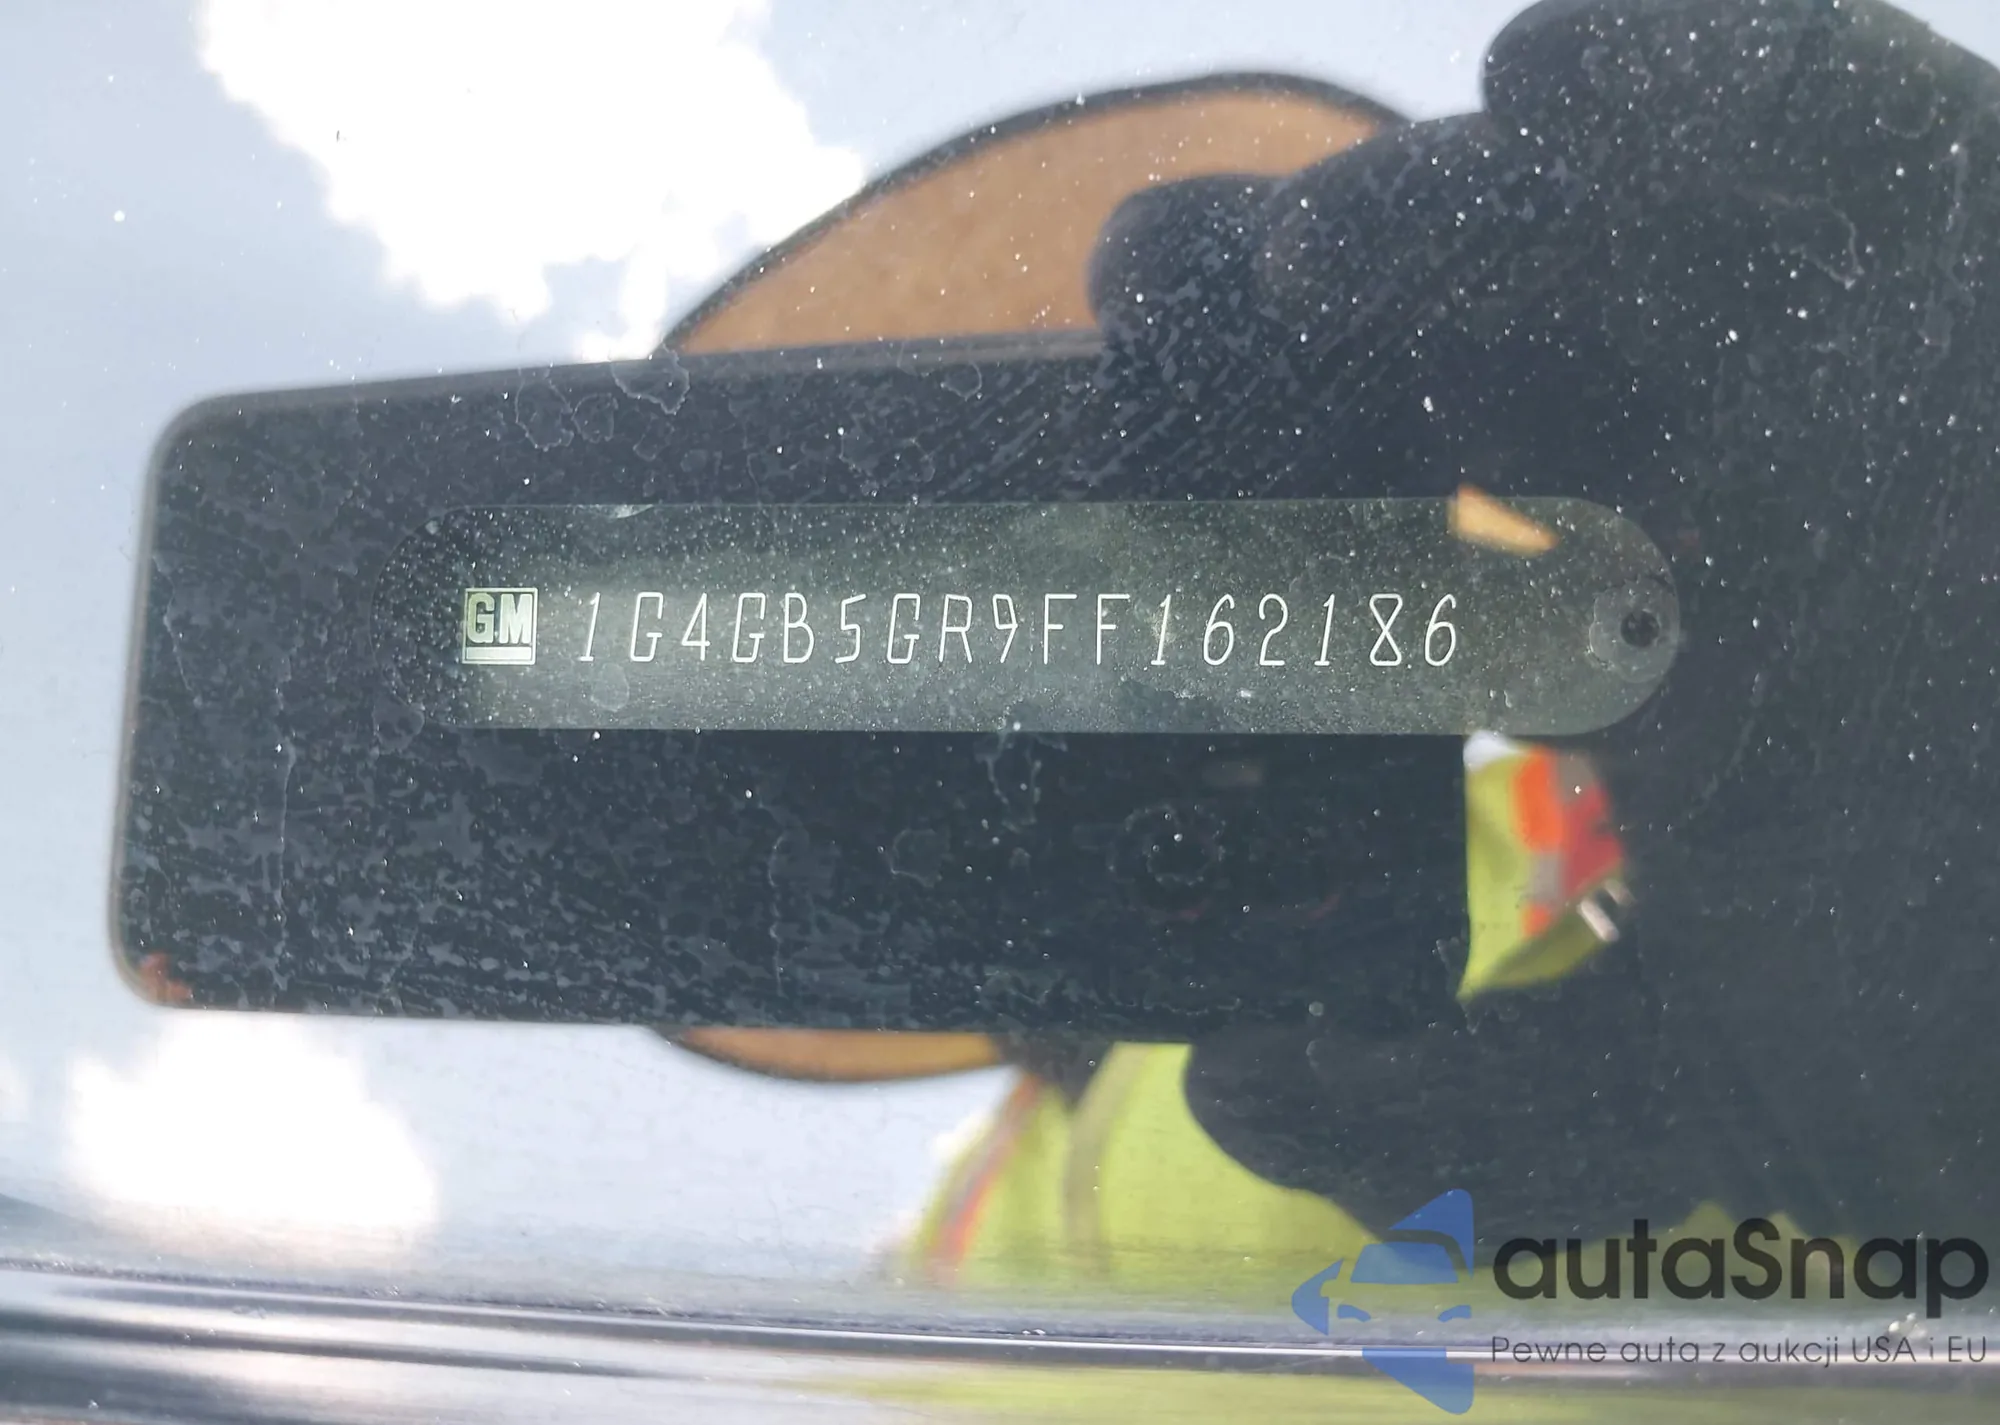 GM 1G4GB5GR9FF162186
autaSnap
Pewne auta z aukcji USA i EU